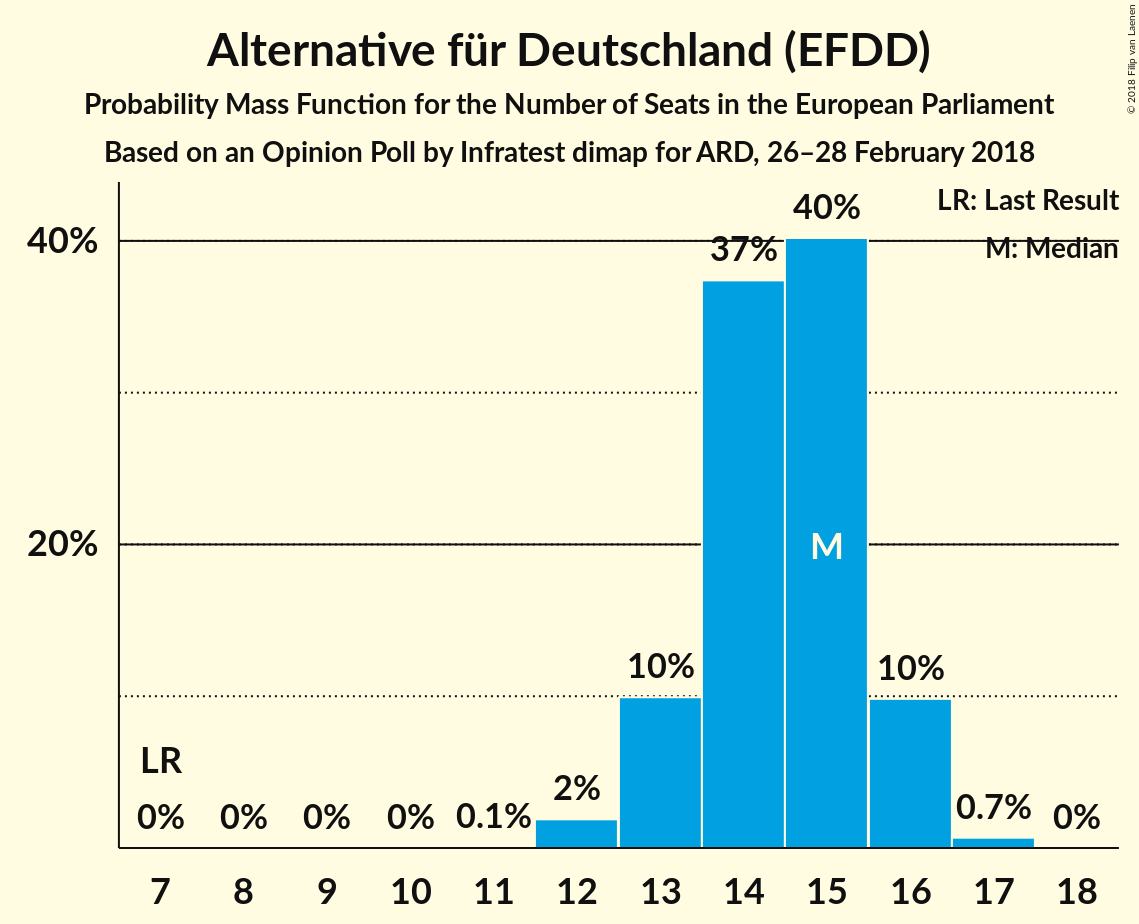 Alternative für Deutschland (EFDD)
Probability Mass Function for the Number of Seats in the European Parliament
Based on an Opinion Poll by Infratest dimap for ARD, 26–28 February 2018
© 2018 Filip van Laenen
LR: Last Result
M: Median
40%
20%
LR
0%
0%
0%
0%
0.1%
2%
10%
37%
40%
M
10%
0.7%
0%
7 8 9 10 11 12 13 14 15 16 17 18